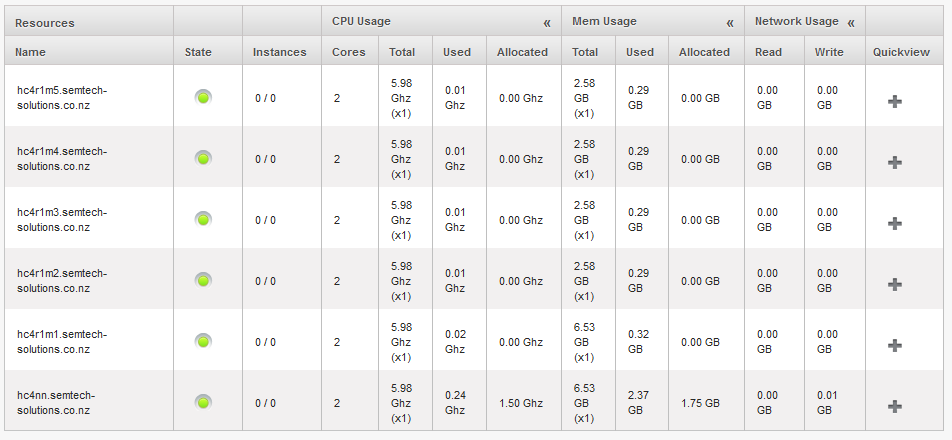 Resources CPU Usage « Mem Usage « Network Usage «
Name State Instances Cores Total Used Allocated Total Used Allocated Read Write Quickview
hc4r1m5.semtech-
solutions.co.nz
0 / 0
2
5.98
Ghz
(x1)
0.01
Ghz
0.00 Ghz
2.58
GB
(x1)
0.29
GB
0.00 GB
0.00
GB
0.00
GB
hc4r1m4.semtech-
solutions.co.nz
0 / 0
2
5.98
Ghz
(x1)
0.01
Ghz
0.00 Ghz
2.58
GB
(x1)
0.29
GB
0.00 GB
0.00
GB
0.00
GB
hc4r1m3.semtech-
solutions.co.nz
0 / 0
2
5.98
Ghz
(x1)
0.01
Ghz
0.00 Ghz
2.58
GB
(x1)
0.29
GB
0.00 GB
0.00
GB
0.00
GB
hc4r1m2.semtech-
solutions.co.nz
0 / 0
2
5.98
Ghz
(x1)
0.01
Ghz
0.00 Ghz
2.58
GB
(x1)
0.29
GB
0.00 GB
0.00
GB
0.00
GB
hc4r1m1.semtech-
solutions.co.nz
0 / 0
2
5.98
Ghz
(x1)
0.02
Ghz
0.00 Ghz
6.53
GB
(x1)
0.32
GB
0.00 GB
0.00
GB
0.00
GB
hc4nn.semtech-
solutions.co.nz
0 / 0
2
5.98
Ghz
(x1)
0.24
Ghz
1.50 Ghz
6.53
GB
(x1)
2.37
GB
1.75 GB
0.00
GB
0.01
GB